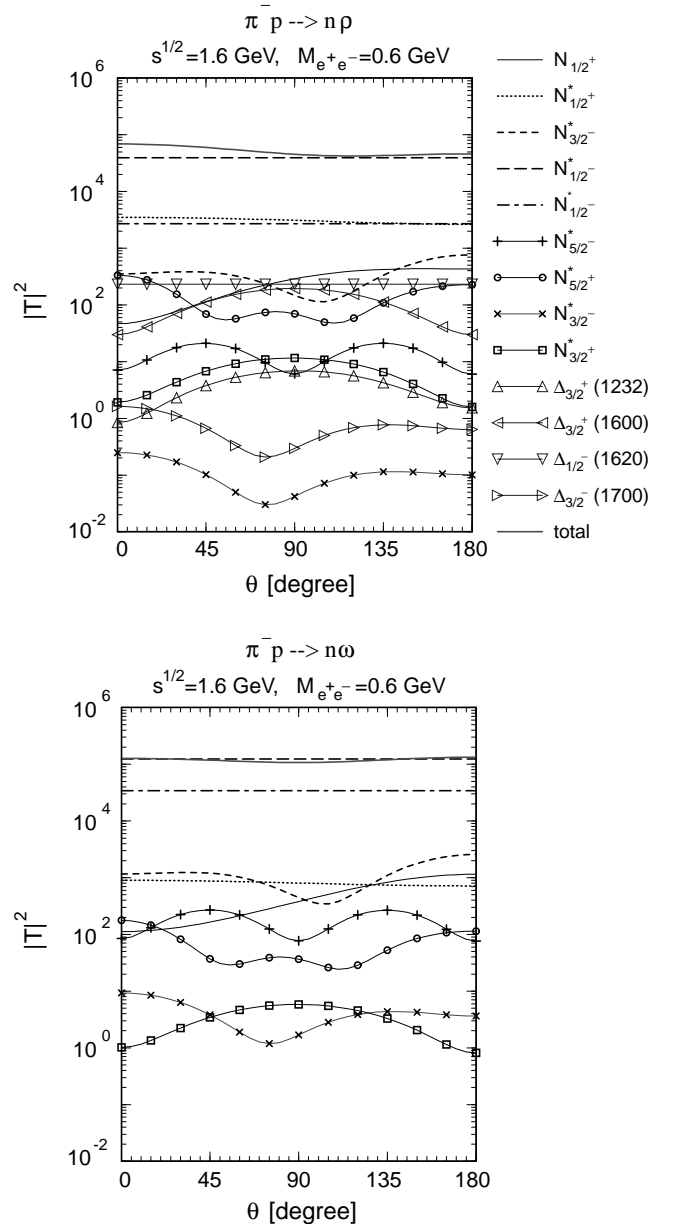 π⁻p --> nρ
s^1/2=1.6 GeV, M_e⁺e⁻=0.6 GeV
10^6
10^4
10^2
10^0
10^-2
|T|^2
0 45 90 135 180
θ [degree]
N_1/2⁺
N*_1/2⁺
N*_3/2⁻
N*_1/2⁻
N*_1/2⁻
N*_5/2⁻
N*_5/2⁺
N*_3/2⁻
N*_3/2⁺
Δ_3/2⁺ (1232)
Δ_3/2⁺ (1600)
Δ_1/2⁻ (1620)
Δ_3/2⁻ (1700)
total
π⁻p --> nω
s^1/2=1.6 GeV, M_e⁺e⁻=0.6 GeV
10^6
10^4
10^2
10^0
10^-2
|T|^2
0 45 90 135 180
θ [degree]